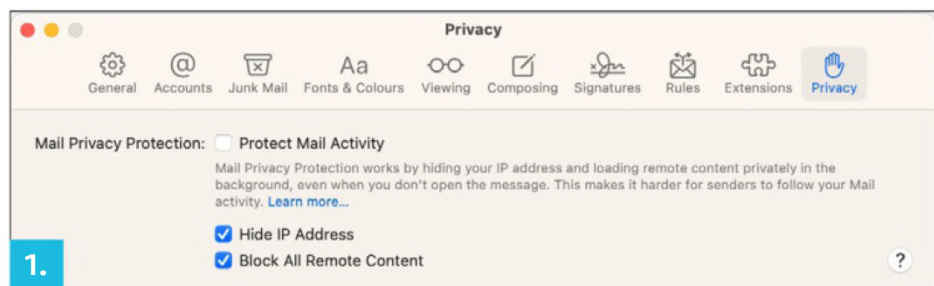 Privacy
General Accounts Junk Mail Fonts & Colours Viewing Composing Signatures Rules Extensions Privacy
Mail Privacy Protection: Protect Mail Activity
Mail Privacy Protection works by hiding your IP address and loading remote content privately in the
background, even when you don't open the message. This makes it harder for senders to follow your Mail
activity. Learn more...
Hide IP Address
Block All Remote Content
?
1.